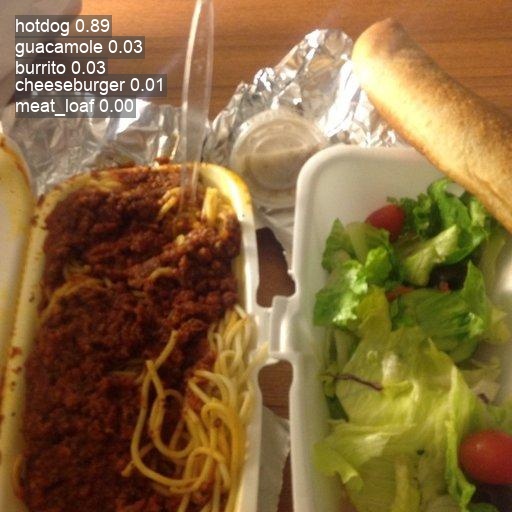 hotdog 0.89
guacamole 0.03
burrito 0.03
cheeseburger 0.01
meat_loaf 0.00